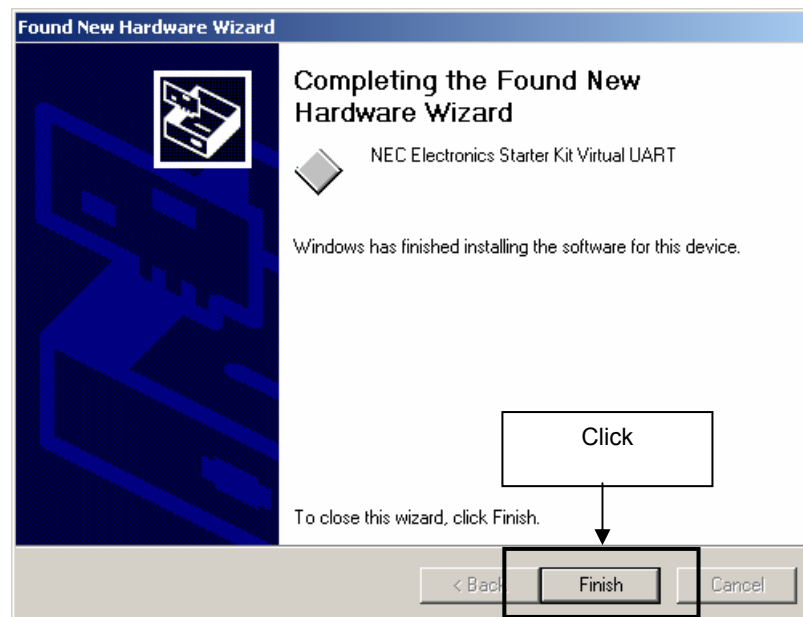 Found New Hardware Wizard
Completing the Found New
Hardware Wizard
NEC Electronics Starter Kit Virtual UART
Windows has finished installing the software for this device.
Click
To close this wizard, click Finish.
< Back
Finish
Cancel